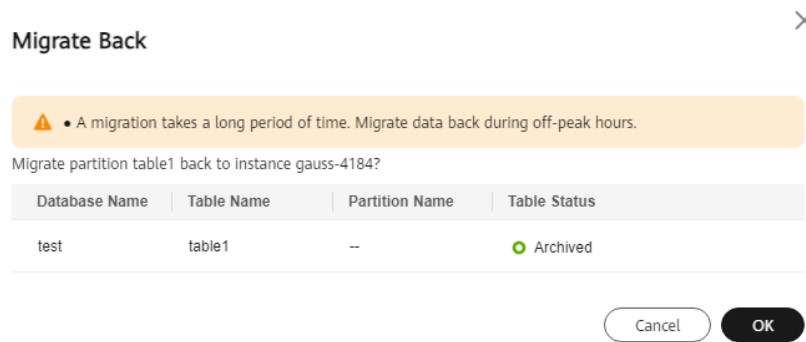 Migrate Back
• A migration takes a long period of time. Migrate data back during off-peak hours.
Migrate partition table1 back to instance gauss-4184?
Database Name Table Name Partition Name Table Status
test table1 -- Archived
Cancel OK